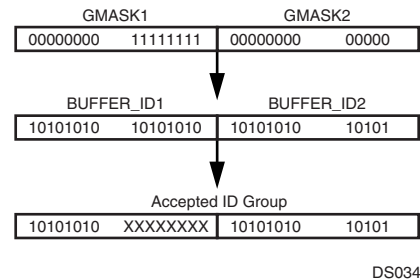 GMASK1 GMASK2
00000000 11111111 00000000 00000
BUFFER_ID1 BUFFER_ID2
10101010 10101010 10101010 10101
Accepted ID Group
10101010 XXXXXXXX 10101010 10101
DS034